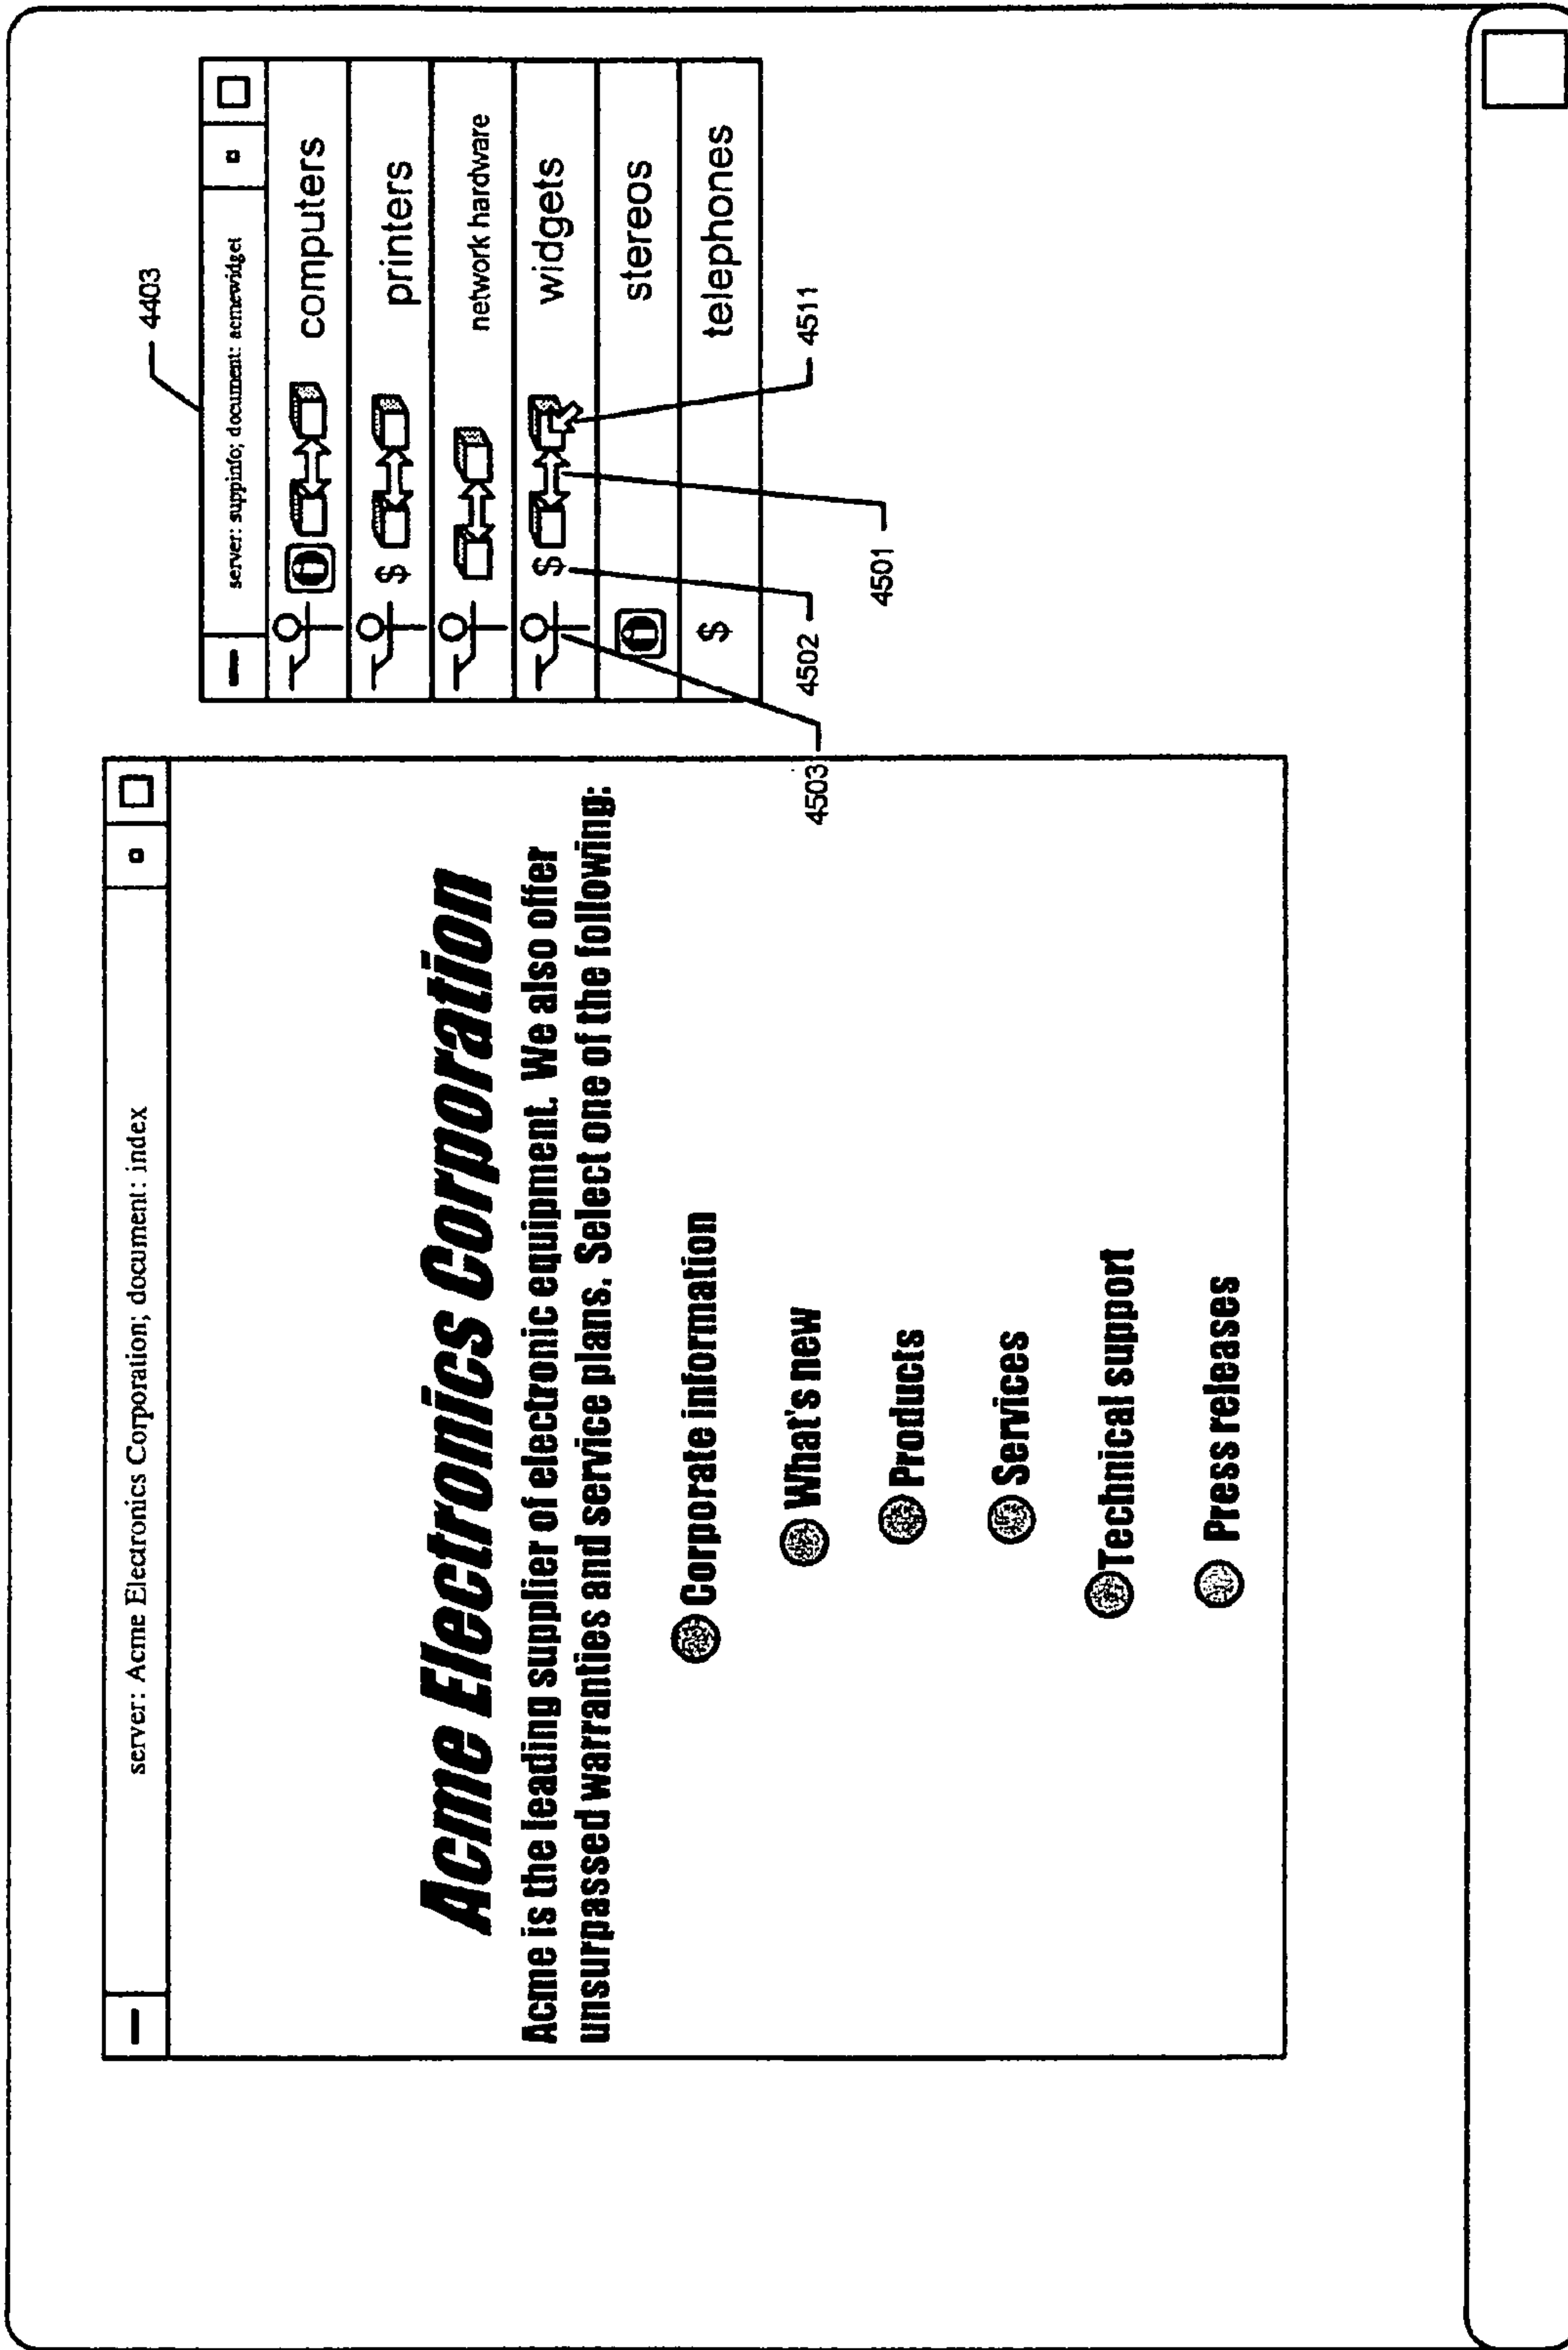 server: Acme Electronics Corporation; document: index
Acme Electronics Corporation
Acme is the leading supplier of electronic equipment. We also offer
unsurpassed warranties and service plans. Select one of the following:
Corporate information
What's new
Products
Services
Technical support
Press releases
4403
server: suppinfo; document: acmewidget
computers
$ printers
network hardware
$ widgets
stereos
$ telephones
4503
4502
4511
4501